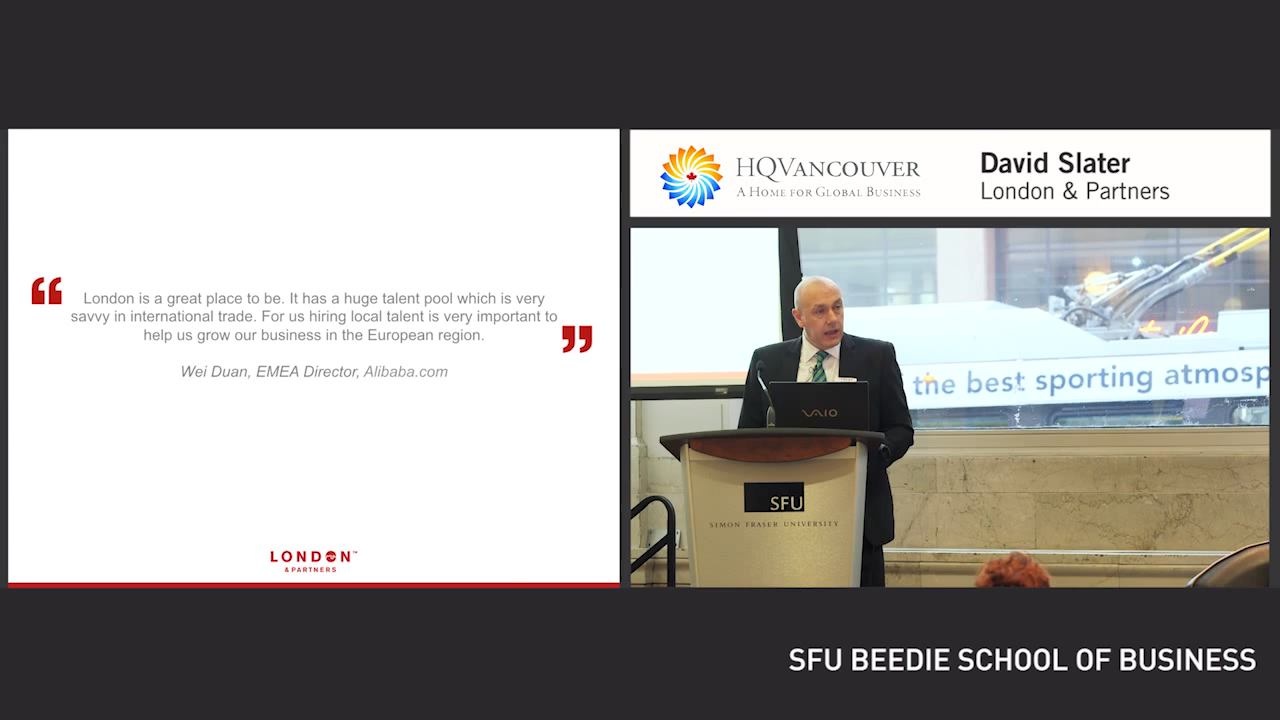 “
London is a great place to be. It has a huge talent pool which is very
savvy in international trade. For us hiring local talent is very important to
help us grow our business in the European region.
”
Wei Duan, EMEA Director, Alibaba.com
LONDON™
& PARTNERS
HQVANCOUVER
A HOME FOR GLOBAL BUSINESS
David Slater
London & Partners
the best sporting atmosp
VAIO
SFU
SIMON FRASER UNIVERSITY
SFU BEEDIE SCHOOL OF BUSINESS